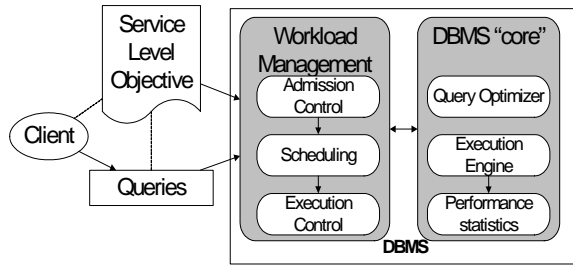 Service
Level
Objective
Client
Queries
Workload
Management
Admission
Control
Scheduling
Execution
Control
DBMS “core”
Query Optimizer
Execution
Engine
Performance
statistics
DBMS